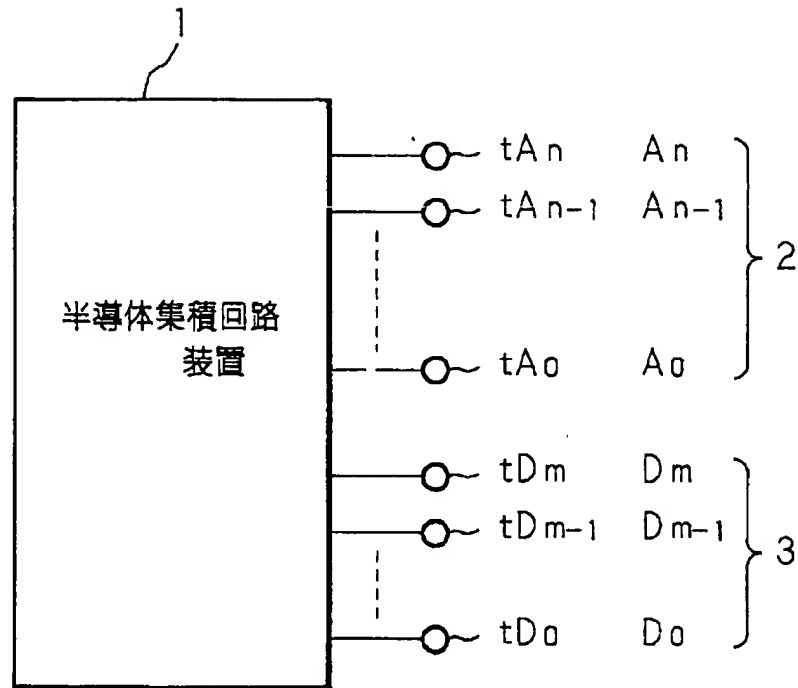 1
tAn An
tAn-1 An-1
2
半導体集積回路
装置
tA0 A0
tDm Dm
tDm-1 Dm-1
3
tD0 D0